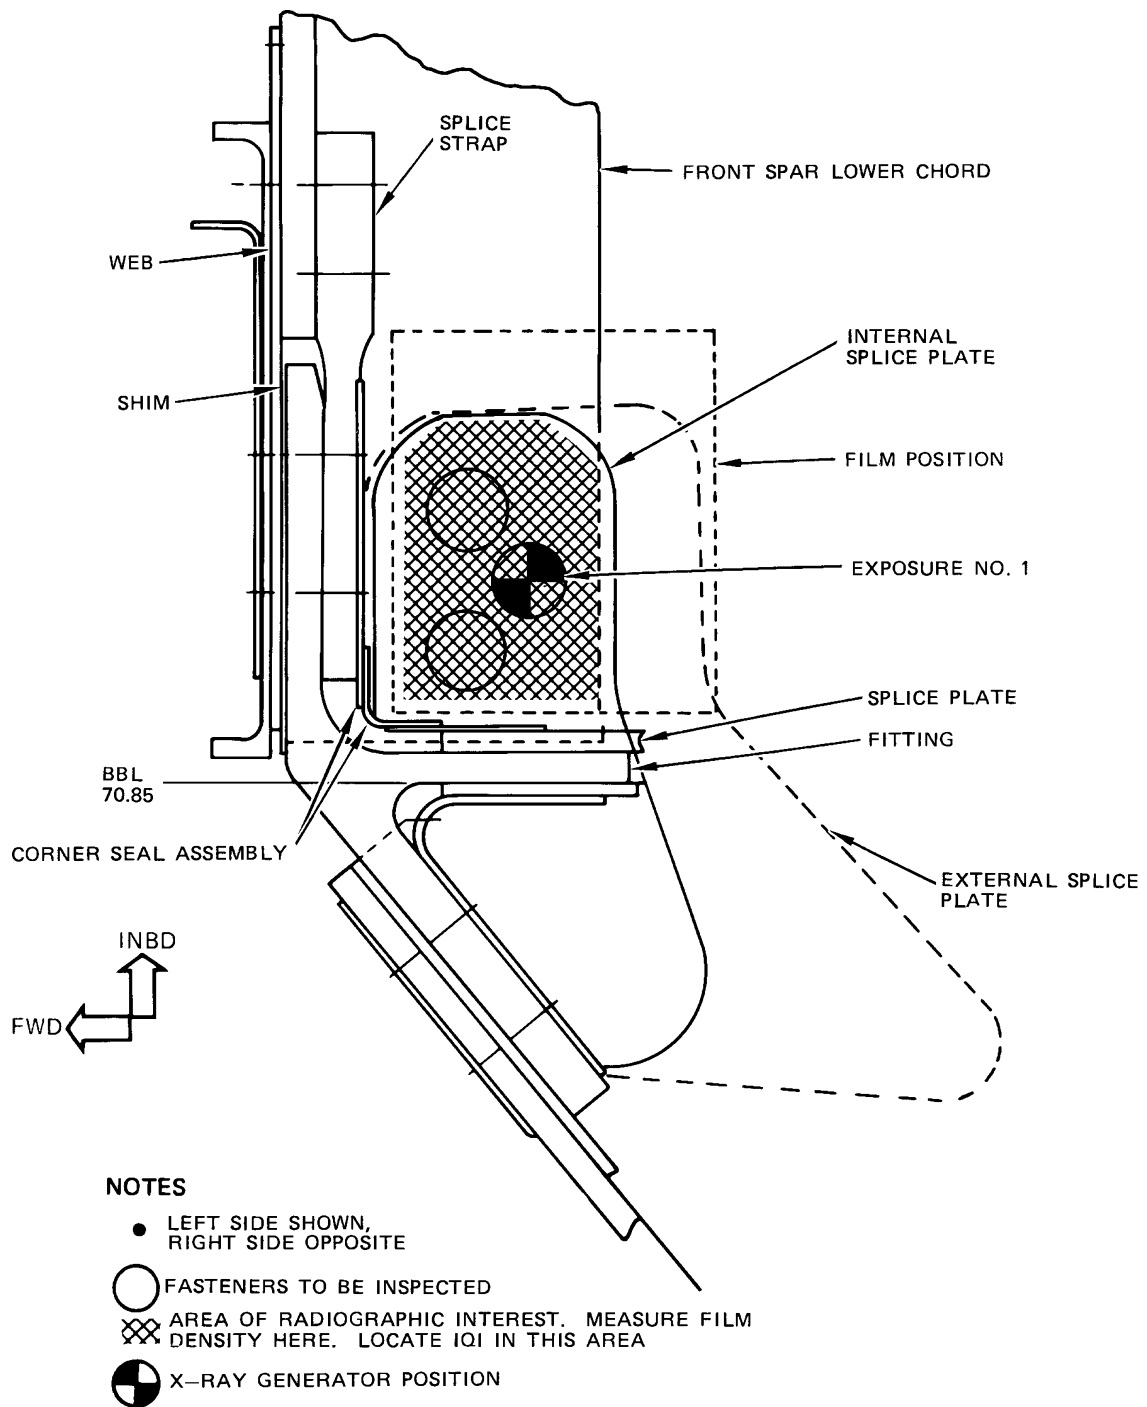 SPLICE
STRAP
FRONT SPAR LOWER CHORD
WEB
INTERNAL
SPLICE PLATE
SHIM
FILM POSITION
EXPOSURE NO. 1
SPLICE PLATE
FITTING
BBL
70.85
CORNER SEAL ASSEMBLY
EXTERNAL SPLICE
PLATE
INBD
FWD
NOTES
● LEFT SIDE SHOWN,
RIGHT SIDE OPPOSITE
FASTENERS TO BE INSPECTED
AREA OF RADIOGRAPHIC INTEREST. MEASURE FILM
DENSITY HERE. LOCATE IQI IN THIS AREA
X–RAY GENERATOR POSITION